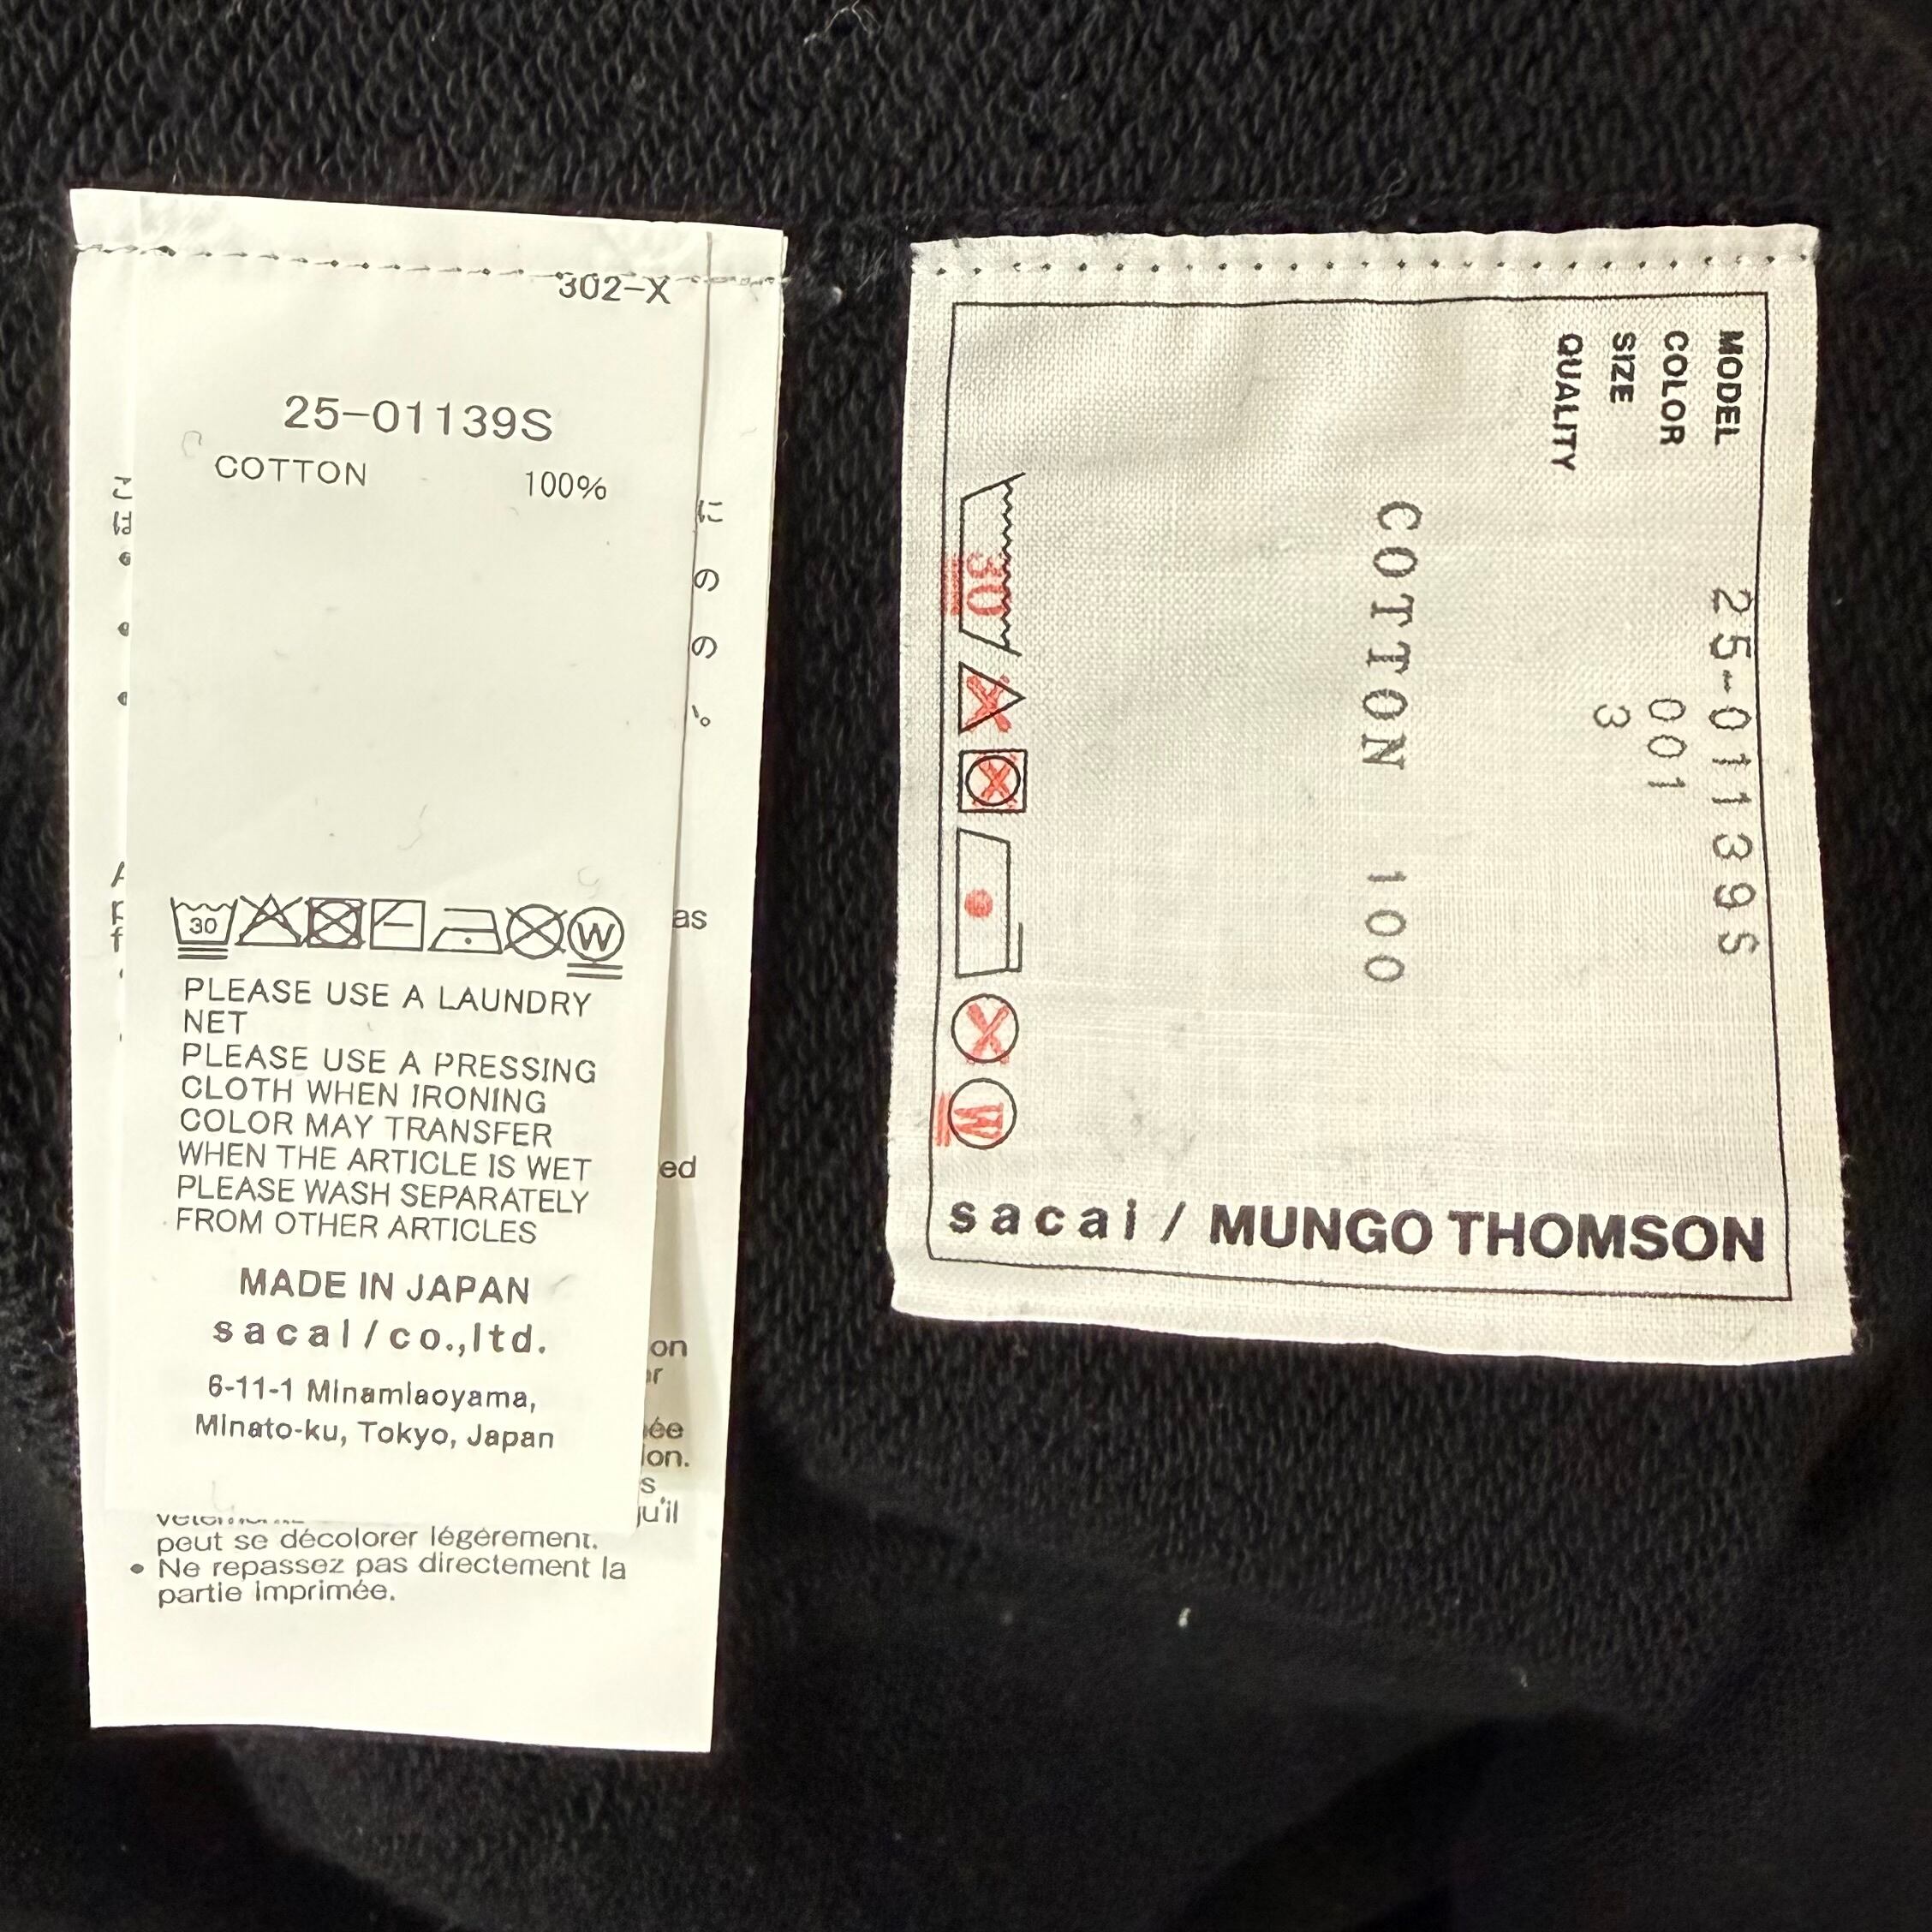 302-X
25-01139S
COTTON 100%
30
W
PLEASE USE A LAUNDRY
NET
PLEASE USE A PRESSING
CLOTH WHEN IRONING
COLOR MAY TRANSFER
WHEN THE ARTICLE IS WET
PLEASE WASH SEPARATELY
FROM OTHER ARTICLES
MADE IN JAPAN
sacai/co.,ltd.
6-11-1 Minamiaoyama,
Minato-ku, Tokyo, Japan
peut se décolorer légèrement.
• Ne repassez pas directement la
partie imprimée.
MODEL 25-01139S
COLOR 001
SIZE 3
QUALITY
COTTON 100
30
W
sacai / MUNGO THOMSON